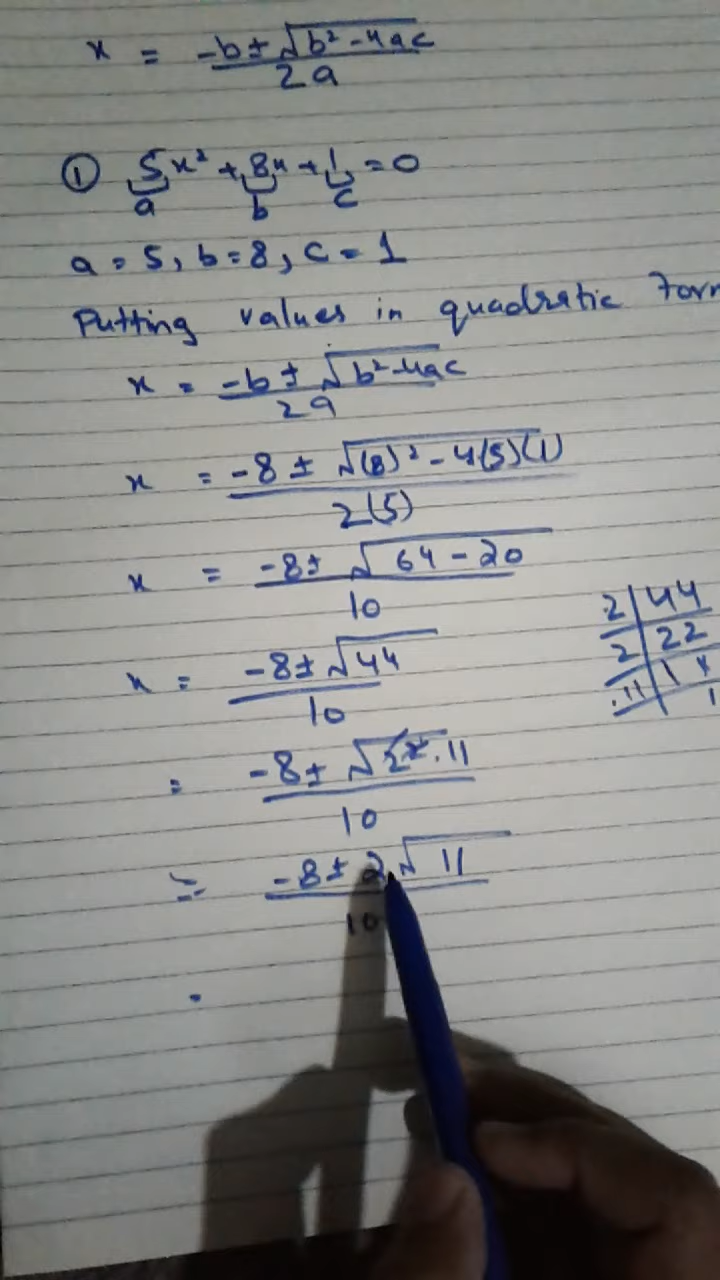 x = -b ± √b² - 4ac
2a
① 5x² + 8x + 1 = 0
a b c
a = 5, b = 8, c = 1
Putting values in quadratic Form
x = -b ± √b² - 4ac
2a
x = -8 ± √(8)² - 4(5)(1)
2(5)
x = -8 ± √64 - 20
10
2 | 44
2 | 22
11 | 11
1
x = -8 ± √44
10
= -8 ± √2² . 11
10
= -8 ± 2√11
10